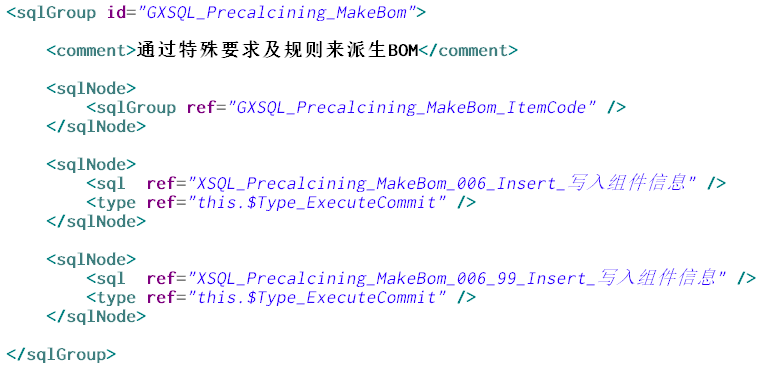 <sqlGroup id="GXSQL_Precalcining_MakeBom">
<comment>通过特殊要求及规则来派生BOM</comment>
<sqlNode>
<sqlGroup ref="GXSQL_Precalcining_MakeBom_ItemCode" />
</sqlNode>
<sqlNode>
<sql  ref="XSQL_Precalcining_MakeBom_006_Insert_写入组件信息" />
<type ref="this.$Type_ExecuteCommit" />
</sqlNode>
<sqlNode>
<sql  ref="XSQL_Precalcining_MakeBom_006_99_Insert_写入组件信息" />
<type ref="this.$Type_ExecuteCommit" />
</sqlNode>
</sqlGroup>